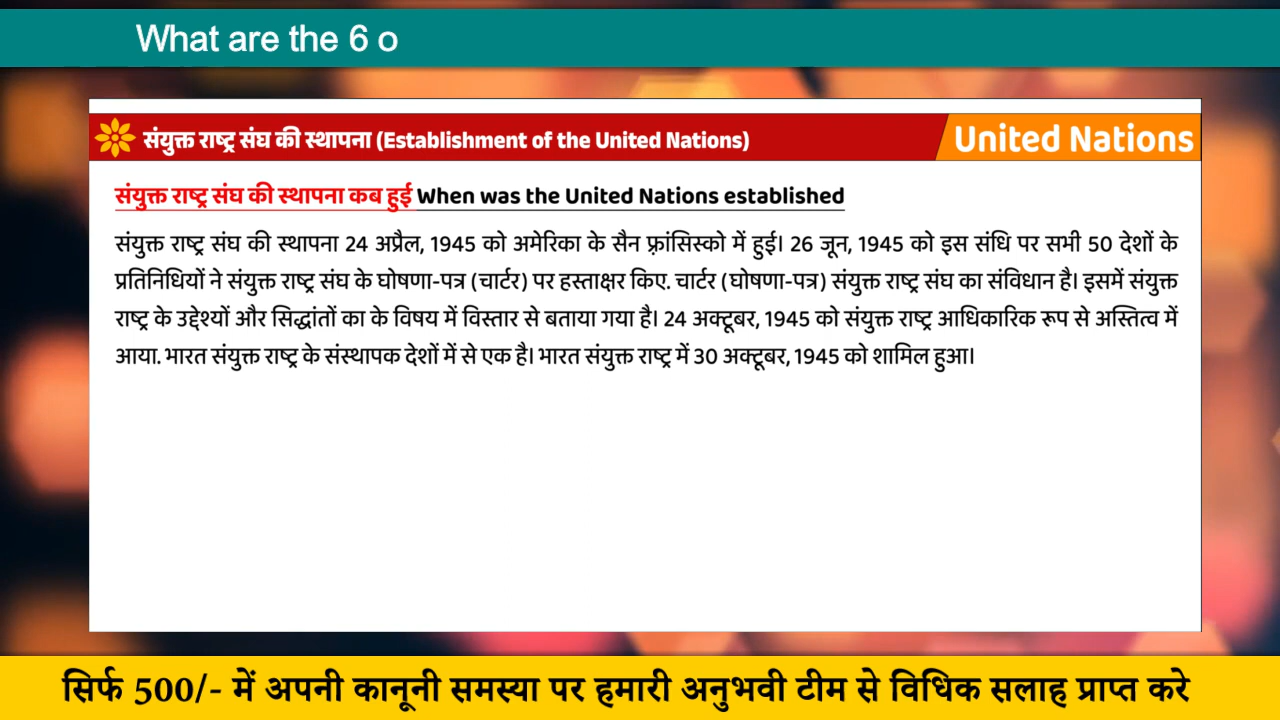 What are the 6 o
संयुक्त राष्ट्र संघ की स्थापना (Establishment of the United Nations)
United Nations
संयुक्त राष्ट्र संघ की स्थापना कब हुई When was the United Nations established
संयुक्त राष्ट्र संघ की स्थापना 24 अप्रैल, 1945 को अमेरिका के सैन फ़्रांसिस्को में हुई। 26 जून, 1945 को इस संधि पर सभी 50 देशों के
प्रतिनिधियों ने संयुक्त राष्ट्र संघ के घोषणा-पत्र (चार्टर) पर हस्ताक्षर किए. चार्टर (घोषणा-पत्र) संयुक्त राष्ट्र संघ का संविधान है। इसमें संयुक्त
राष्ट्र के उद्देश्यों और सिद्धांतों का के विषय में विस्तार से बताया गया है। 24 अक्टूबर, 1945 को संयुक्त राष्ट्र आधिकारिक रूप से अस्तित्व में
आया. भारत संयुक्त राष्ट्र के संस्थापक देशों में से एक है। भारत संयुक्त राष्ट्र में 30 अक्टूबर, 1945 को शामिल हुआ।
सिर्फ 500/- में अपनी कानूनी समस्या पर हमारी अनुभवी टीम से विधिक सलाह प्राप्त करे